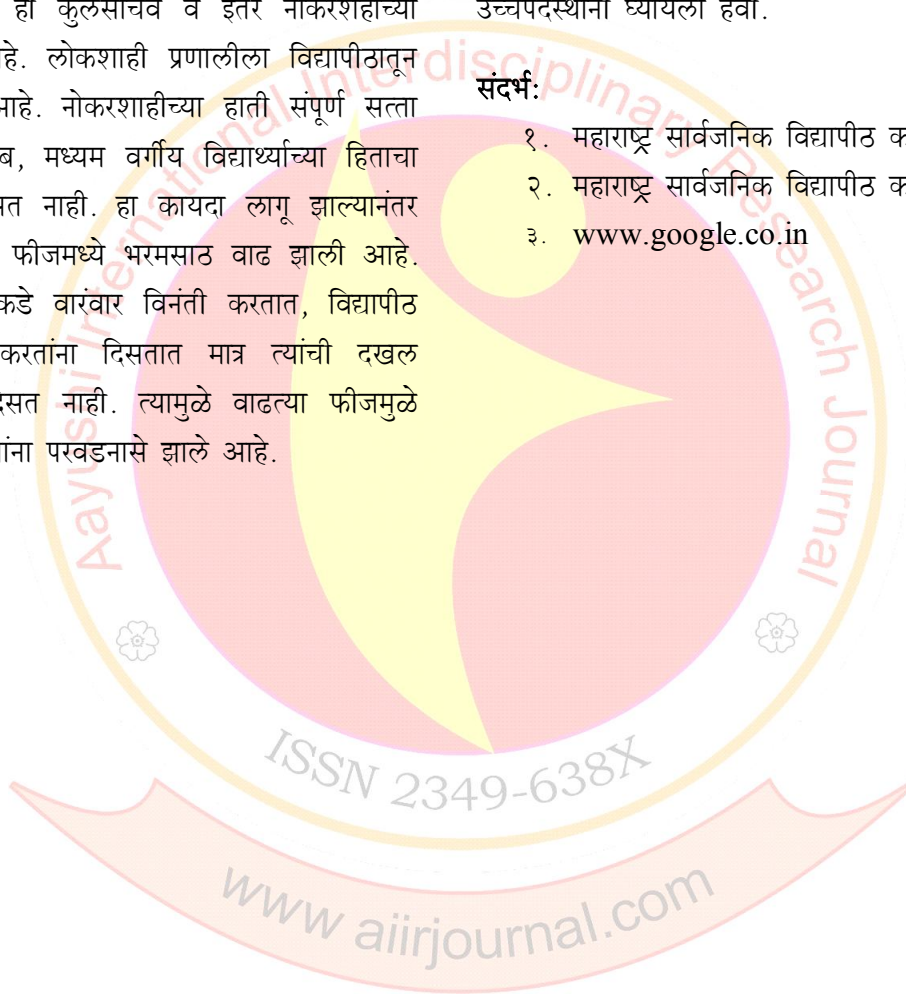 हा कुलसचिव व इतर नोकरशहाच्या
आहे. लोकशाही प्रणालीला विद्यापीठातून
आहे. नोकरशाहीच्या हाती संपूर्ण सत्ता
मध्यम वर्गीय विद्यार्थ्यांच्या हिताचा
नाही. हा कायदा लागू झाल्यानंतर
फीजमध्ये भरमसाठ वाढ झाली आहे.
वारंवार विनंती करतात, विद्यापीठ
करतांना दिसतात मात्र त्यांची दखल
नाही. त्यामुळे वाढत्या फीजमुळे
परवडनासे झाले आहे.
उच्चपदस्थांनी घ्यायला हवी.
संदर्भ:
१. महाराष्ट्र सार्वजनिक विद्यापीठ
२. महाराष्ट्र सार्वजनिक विद्यापीठ
३. www.google.co.in
Aayushi International Interdisciplinary Research Journal
ISSN 2349-638X
www.aiirjournal.com